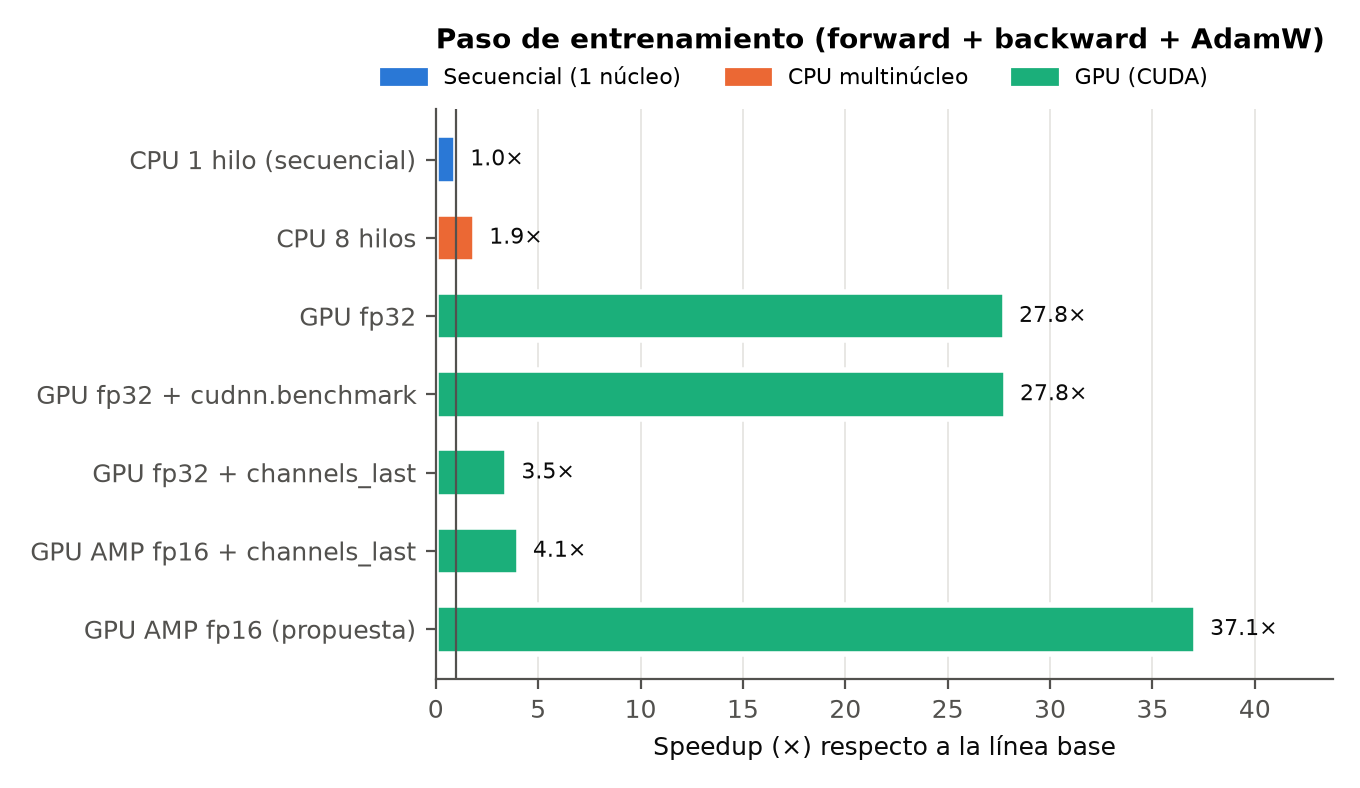 Paso de entrenamiento (forward + backward + AdamW)
Secuencial (1 núcleo) CPU multinúcleo GPU (CUDA)
CPU 1 hilo (secuencial) 1.0×
CPU 8 hilos 1.9×
GPU fp32 27.8×
GPU fp32 + cudnn.benchmark 27.8×
GPU fp32 + channels_last 3.5×
GPU AMP fp16 + channels_last 4.1×
GPU AMP fp16 (propuesta) 37.1×
0 5 10 15 20 25 30 35 40
Speedup (×) respecto a la línea base